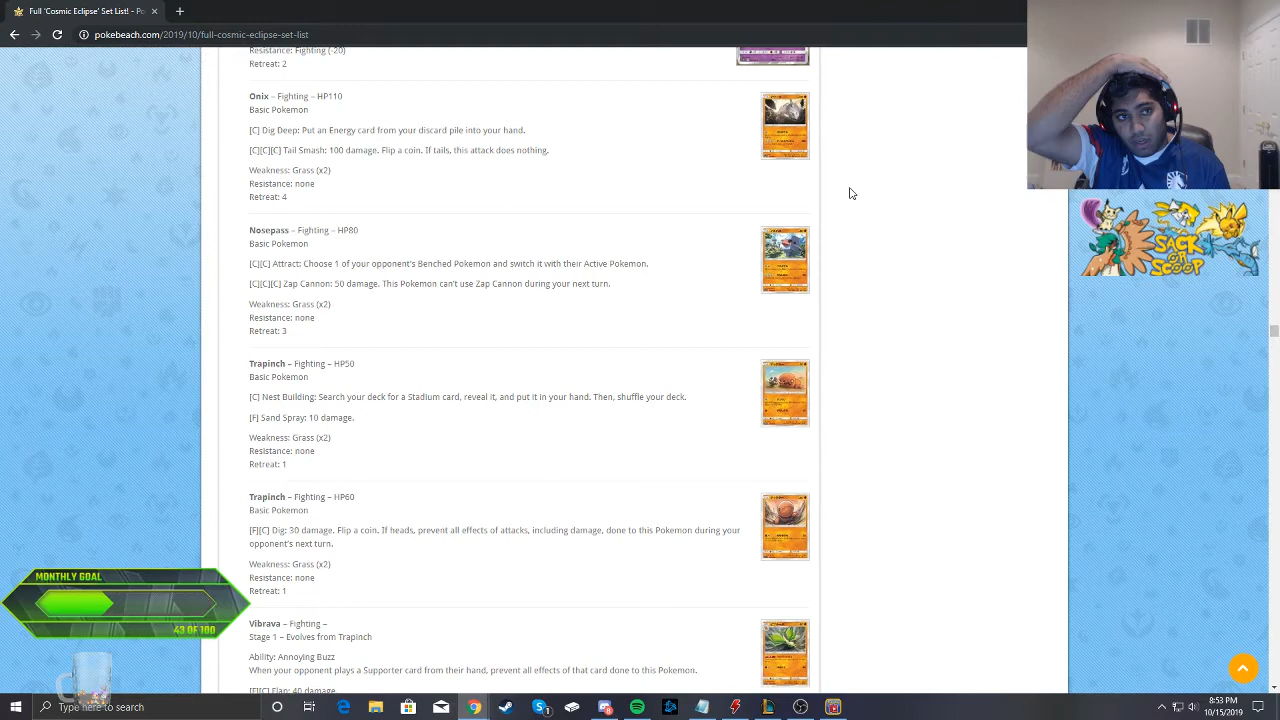 Full 'Cosmic Eclipse' Set List - Po
pokebeach.com/2019/10/full-cosmic-eclipse-set-list
Resistance: Fighting (-20)
Retreat: 2
Onix – Fighting – HP110
Basic Pokemon
[C] Dig Deep: Put an Energy card from your discard pile into your hand.
Tail Smash: 100 damage. Flip a coin. If tails, this attack does nothing.
Weakness: Grass (x2)
Resistance: none
Retreat: 4
Nosepass – Fighting – HP80
Basic Pokemon
[C][C] Attract: Choose 1 of your opponent's Benched Pokemon and switch it with their Active Pokemon.
Zap Cannon: damage. This Pokemon can't use Zap Cannon during your next turn.
Weakness: Grass (x2)
Resistance: none
Retreat: 3
Trapinch – Fighting – HP50
Basic Pokemon
[C] Nest Building: Search your deck for a Stadium card, reveal it, and put it into your hand. Then, shuffle your deck.
[F] Sand Spray: 10 damage.
Weakness: Grass (x2)
Resistance: none
Retreat: 1
Trapinch – Fighting – HP60
Basic Pokemon
[F][C] Dig: 30 damage. Flip a coin. If heads, prevent all effects of attacks, including damage, done to this Pokemon during your
opponent's next turn.
Weakness: Grass (x2)
Resistance: none
Retreat: 1
Vibrava – Fighting –
Stage 1 – Evolves from Trapinch
Ability: Annoying Buzz
When your opponent plays a Supporter card from their hand, prevent all effects of that card done to this Pokemon.
[F][C] Flap: 40 damage.
SACK
OR
SCOOP
MONTHLY GOAL
43 OF 100
Type here to search
8:53 PM
10/15/2019